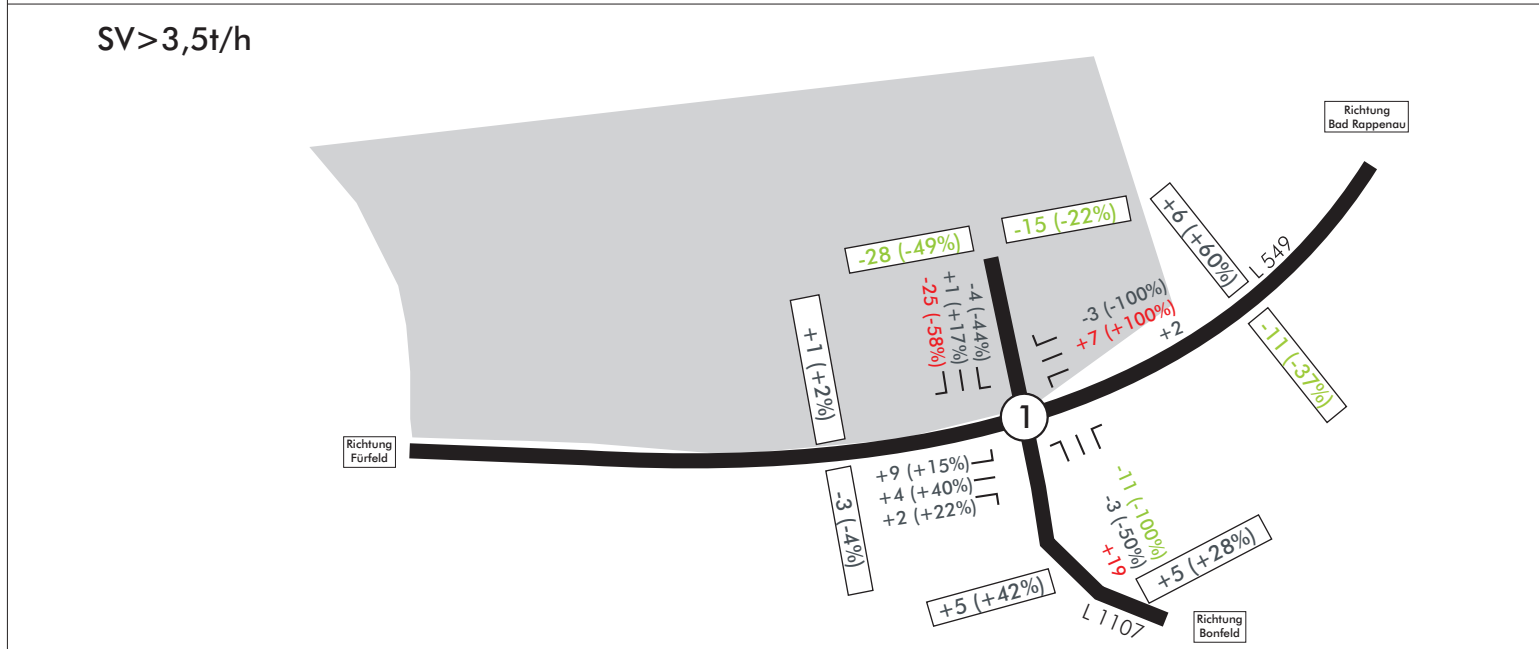 SV>3,5t/h
Richtung
Bad Rappenau
-15 (-22%)
+6 (+60%)
-28 (-49%)
L 549
-25 (-58%)
+1 (+17%)
-4 (-44%)
-3 (-100%)
+7 (+100%)
+2
+1 (+2%)
-11 (-37%)
1
Richtung
Fürfeld
+9 (+15%)
+4 (+40%)
+2 (+22%)
-3 (-4%)
-11 (-100%)
-3 (-50%)
+19
+5 (+28%)
+5 (+42%)
L 1107
Richtung
Bonfeld